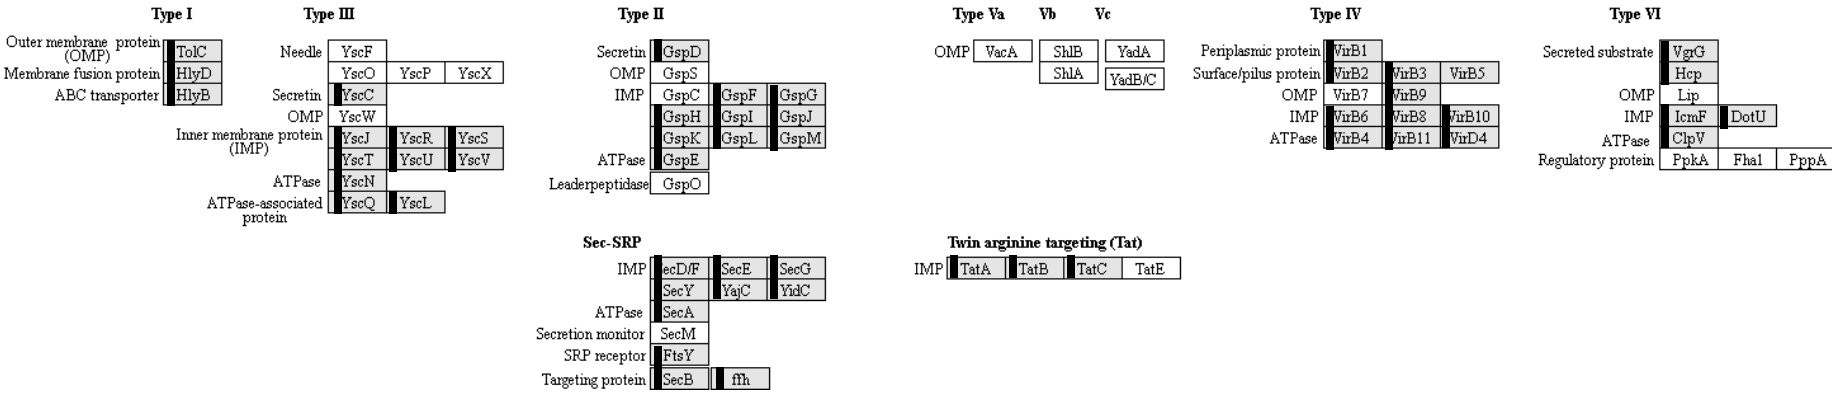 Type I
Outer membrane protein (OMP) TolC
Membrane fusion protein HlyD
ABC transporter HlyB
Type III
Needle YscF
YscO YscP YscX
Secretin YscC
OMP YscW
Inner membrane protein (IMP) YscJ YscR YscS
YscT YscU YscV
ATPase YscN
ATPase-associated protein YscQ YscL
Type II
Secretin GspD
OMP GspS
IMP GspC GspF GspG
GspH GspI GspJ
GspK GspL GspM
ATPase GspE
Leaderpeptidase GspO
Type Va Vb Vc
OMP VacA ShlB YadA
ShlA YadB/C
Type IV
Periplasmic protein VirB1
Surface/pilus protein VirB2 VirB3 VirB5
OMP VirB7 VirB9
IMP VirB6 VirB8 VirB10
ATPase VirB4 VirB11 VirD4
Type VI
Secreted substrate VgrG
Hcp
OMP Lip
IMP IcmF DotU
ATPase ClpV
Regulatory protein PpkA Fha1 PppA
Sec-SRP
IMP SecD/F SecE SecG
SecY YajC YidC
ATPase SecA
Secretion monitor SecM
SRP receptor FtsY
Targeting protein SecB ffh
Twin arginine targeting (Tat)
IMP TatA TatB TatC TatE